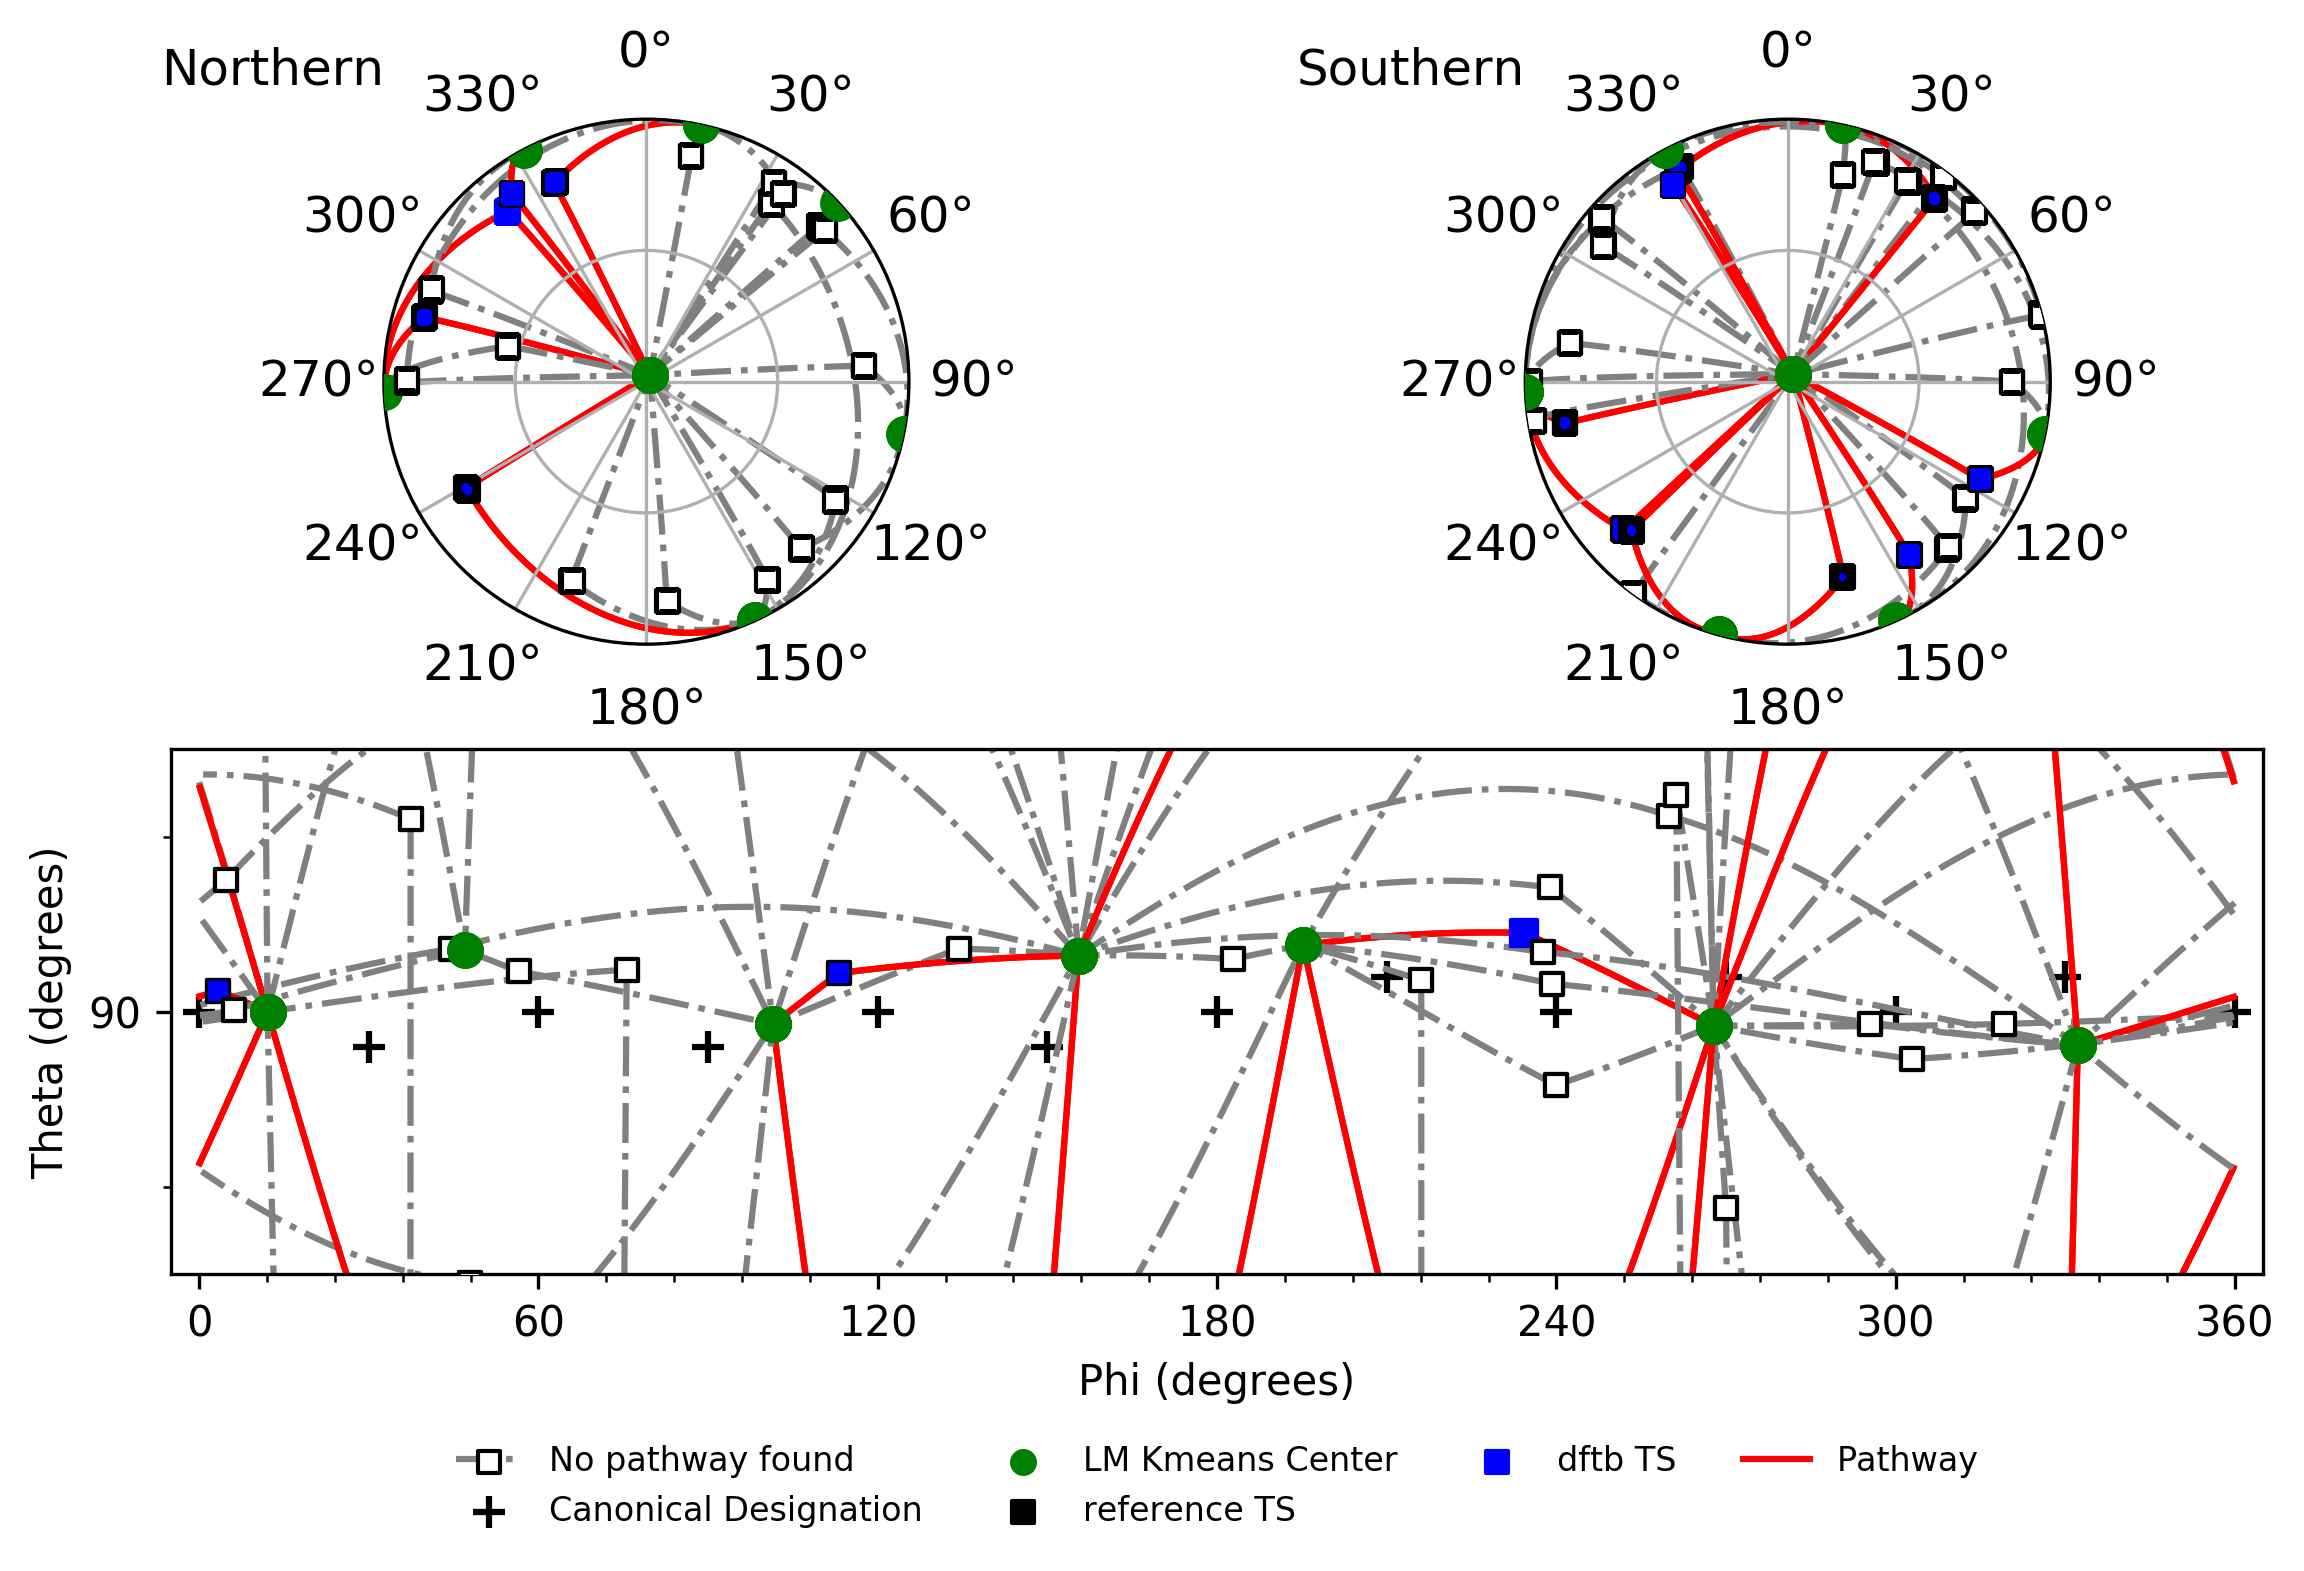 Northern
0°
30°
60°
90°
120°
150°
180°
210°
240°
270°
300°
330°
Southern
0°
30°
60°
90°
120°
150°
180°
210°
240°
270°
300°
330°
Theta (degrees)
90
0 60 120 180 240 300 360
Phi (degrees)
No pathway found
Canonical Designation
LM Kmeans Center
reference TS
dftb TS
Pathway